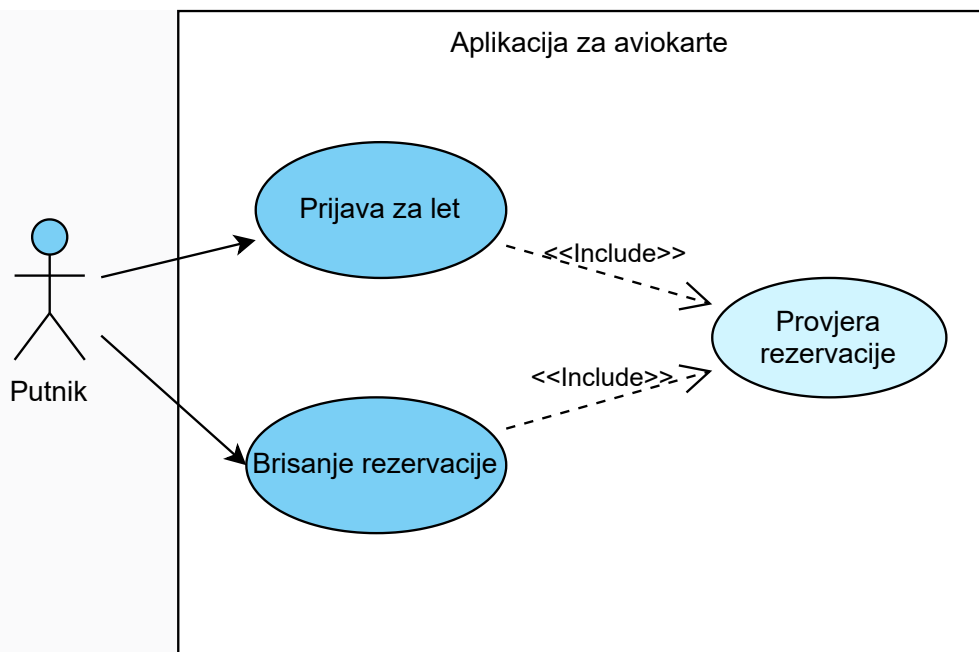 Aplikacija za aviokarte
Prijava za let
<<Include>>
Provjera
rezervacije
<<Include>>
Putnik
Brisanje rezervacije